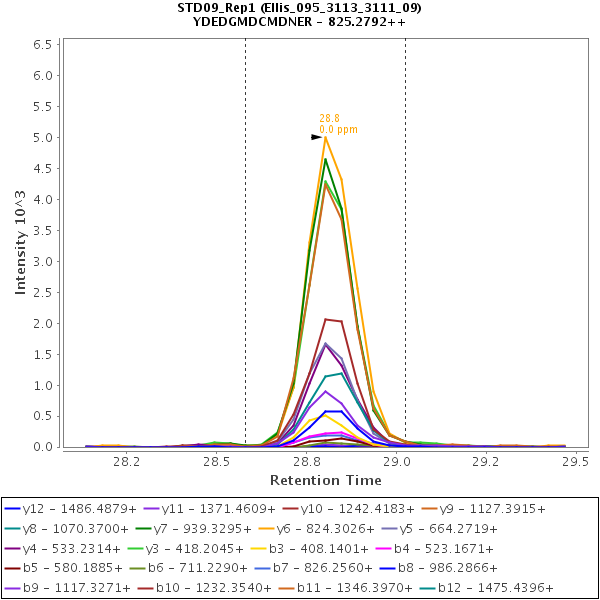 STD09_Rep1 (Ellis_095_3113_3111_09)
YDEDGMDCMDNER - 825.2792++
6.5
6.0
5.5
5.0
4.5
4.0
3.5
3.0
2.5
2.0
1.5
1.0
0.5
0.0
Intensity 10^3
28.8
0.0 ppm
28.2 28.5 28.8 29.0 29.2 29.5
Retention Time
y12 - 1486.4879+ y11 - 1371.4609+ y10 - 1242.4183+ y9 - 1127.3915+
y8 - 1070.3700+ y7 - 939.3295+ y6 - 824.3026+ y5 - 664.2719+
y4 - 533.2314+ y3 - 418.2045+ b3 - 408.1401+ b4 - 523.1671+
b5 - 580.1885+ b6 - 711.2290+ b7 - 826.2560+ b8 - 986.2866+
b9 - 1117.3271+ b10 - 1232.3540+ b11 - 1346.3970+ b12 - 1475.4396+